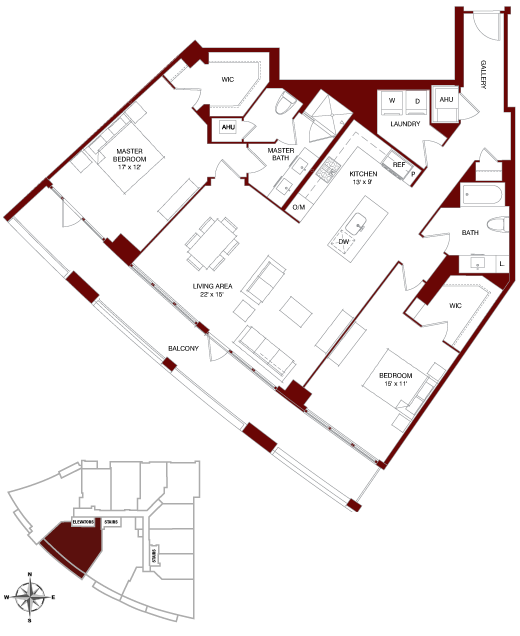 GALLERY
WIC
W
D
AHU
LAUNDRY
AHU
MASTER
BEDROOM
17' x 12'
MASTER
BATH
KITCHEN
13' x 9'
REF
P
O/M
DW
BATH
L
LIVING AREA
22' x 15'
WIC
BALCONY
BEDROOM
15' x 11'
ELEVATORS
STAIRS
STAIRS
N
W
E
S